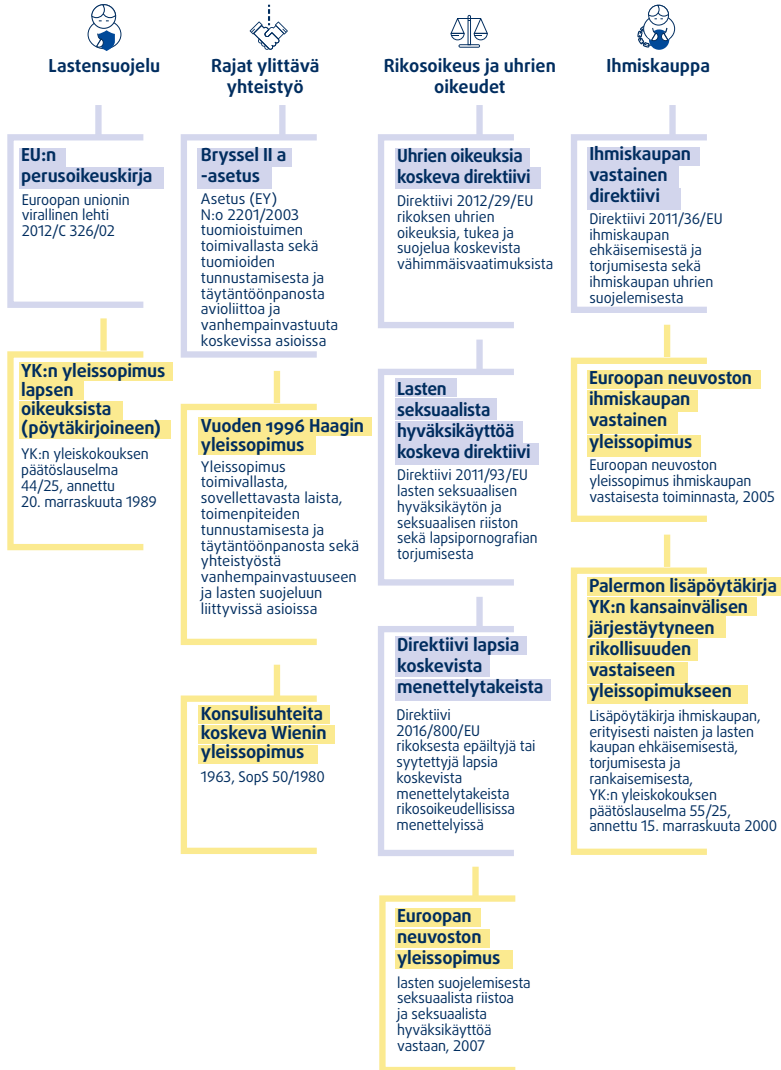 Lastensuojelu
EU:n
perusoikeuskirja
Euroopan unionin
virallinen lehti
2012/C 326/02
YK:n yleissopimus
lapsen
oikeuksista
(pöytäkirjoineen)
YK:n yleiskokouksen
päätöslauselma
44/25, annettu
20. marraskuuta 1989
Rajat ylittävä
yhteistyö
Bryssel II a
-asetus
Asetus (EY)
N:o 2201/2003
tuomioistuimen
toimivallasta sekä
tuomioiden
tunnustamisesta ja
täytäntöönpanosta
avioliittoa ja
vanhempainvastuuta
koskevissa asioissa
Vuoden 1996 Haagin
yleissopimus
Yleissopimus
toimivallasta,
sovellettavasta laista,
toimenpiteiden
tunnustamisesta ja
täytäntöönpanosta sekä
yhteistyöstä
vanhempainvastuuseen
ja lasten suojeluun
liittyvissä asioissa
Konsulisuhteita
koskeva Wienin
yleissopimus
1963, SopS 50/1980
Rikosoikeus ja uhrien
oikeudet
Uhrien oikeuksia
koskeva direktiivi
Direktiivi 2012/29/EU
rikoksen uhrien
oikeuksia, tukea ja
suojelua koskevista
vähimmäisvaatimuksista
Lasten
seksuaalista
hyväksikäyttöä
koskeva direktiivi
Direktiivi 2011/93/EU
lasten seksuaalisen
hyväksikäytön ja
seksuaalisen riiston
sekä lapsipornografian
torjumisesta
Direktiivi lapsia
koskevista
menettelytakeista
Direktiivi
2016/800/EU
rikoksesta epäiltyjä tai
syytettyjä lapsia
koskevista
menettelytakeista
rikosoikeudellisissa
menettelyissä
Euroopan
neuvoston
yleissopimus
lasten suojelemisesta
seksuaalista riistoa
ja seksuaalista
hyväksikäyttöä
vastaan, 2007
Ihmiskauppa
Ihmiskaupan
vastainen
direktiivi
Direktiivi 2011/36/EU
ihmiskaupan
ehkäisemisestä ja
torjumisesta sekä
ihmiskaupan uhrien
suojelemisesta
Euroopan neuvoston
ihmiskaupan
vastainen
yleissopimus
Euroopan neuvoston
yleissopimus ihmiskaupan
vastaisesta toiminnasta, 2005
Palermon lisäpöytäkirja
YK:n kansainvälisen
järjestäytyneen
rikollisuuden
vastaiseen
yleissopimukseen
Lisäpöytäkirja ihmiskaupan,
erityisesti naisten ja lasten
kaupan ehkäisemisestä,
torjumisesta ja
rankaisemisesta,
YK:n yleiskokouksen
päätöslauselma 55/25,
annettu 15. marraskuuta 2000